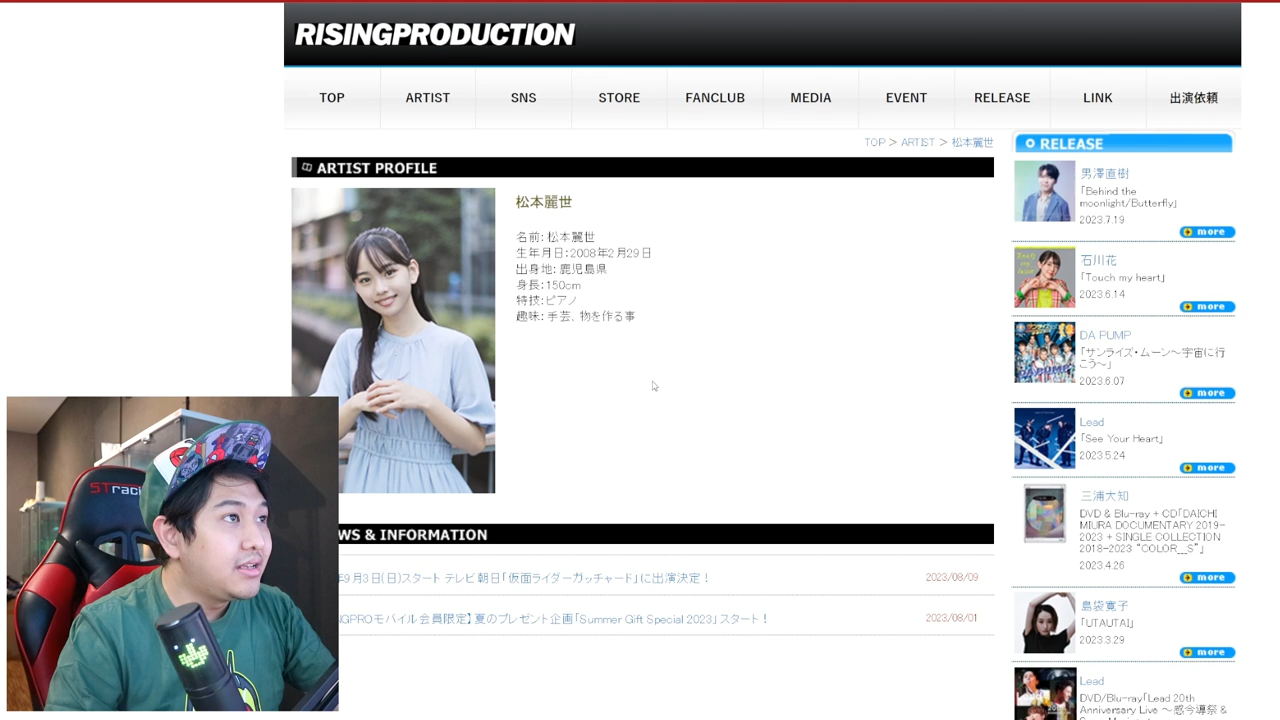 RISINGPRODUCTION
TOP
ARTIST
SNS
STORE
FANCLUB
MEDIA
EVENT
RELEASE
LINK
出演依頼
TOP > ARTIST > 松本麗世
ARTIST PROFILE
松本麗世
名前: 松本麗世
生年月日:2008年2月29日
出身地: 鹿児島県
身長:150cm
特技:ピアノ
趣味: 手芸、物を作る事
WS & INFORMATION
年9月3日(日)スタート テレビ朝日「仮面ライダーガッチャード」に出演決定!
2023/08/09
NGPROモバイル会員限定】夏のプレゼント企画「Summer Gift Special 2023」スタート!
2023/08/01
RELEASE
男澤直樹
「Behind the
moonlight/Butterfly」
2023.7.19
more
石川花
「Touch my heart」
2023.6.14
more
DA PUMP
「サンライズ・ムーン~宇宙に行
こう~」
2023.6.07
more
Lead
「See Your Heart」
2023.5.24
more
三浦大知
DVD & Blu-ray + CD「DAICHI
MIURA DOCUMENTARY 2019-
2023 + SINGLE COLLECTION
2018-2023 “COLOR__S”」
2023.4.26
more
島袋寛子
「UTAUTAI」
2023.3.29
more
Lead
DVD/Blu-ray「Lead 20th
Anniversary Live ~感今導祭 &
STraci